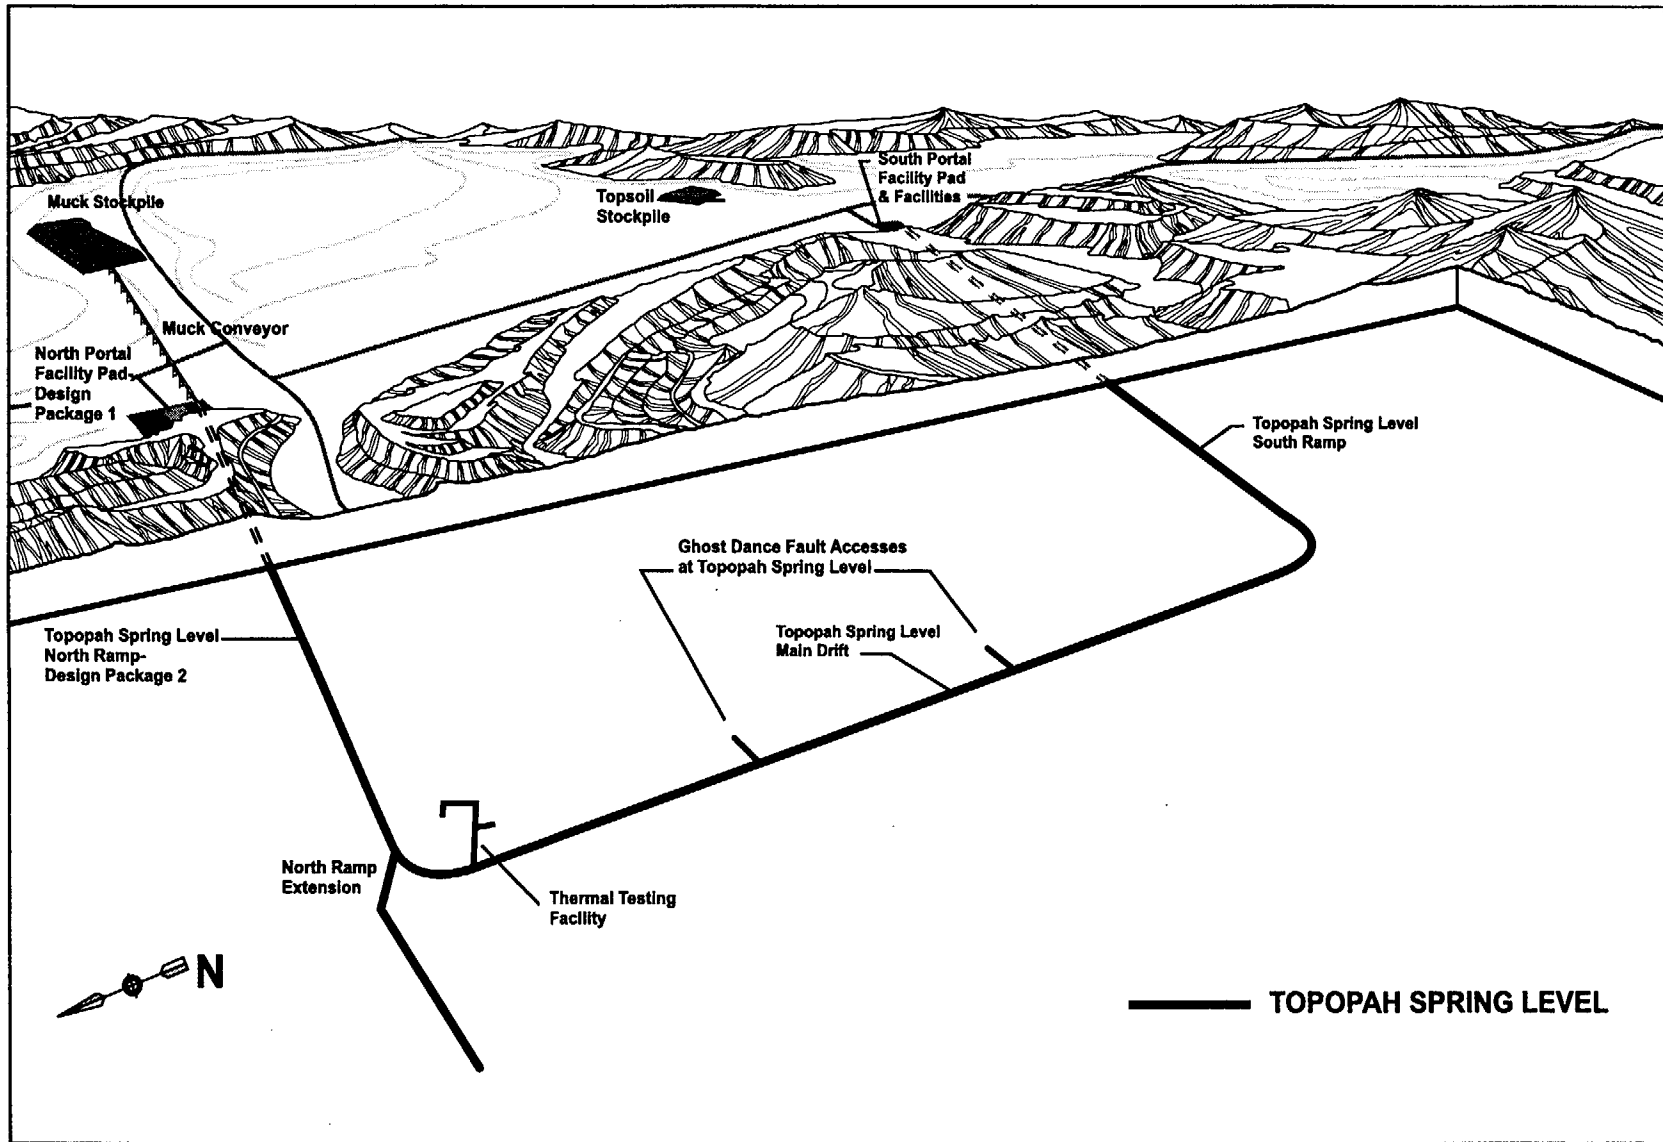 South Portal
Facility Pad
& Facilities
Topsoil
Stockpile
Muck Stockpile
Muck Conveyor
North Portal
Facility Pad-
Design
Package 1
Topopah Spring Level
South Ramp
Ghost Dance Fault Accesses
at Topopah Spring Level
Topopah Spring Level
Main Drift
Topopah Spring Level
North Ramp-
Design Package 2
North Ramp
Extension
Thermal Testing
Facility
N
TOPOPAH SPRING LEVEL